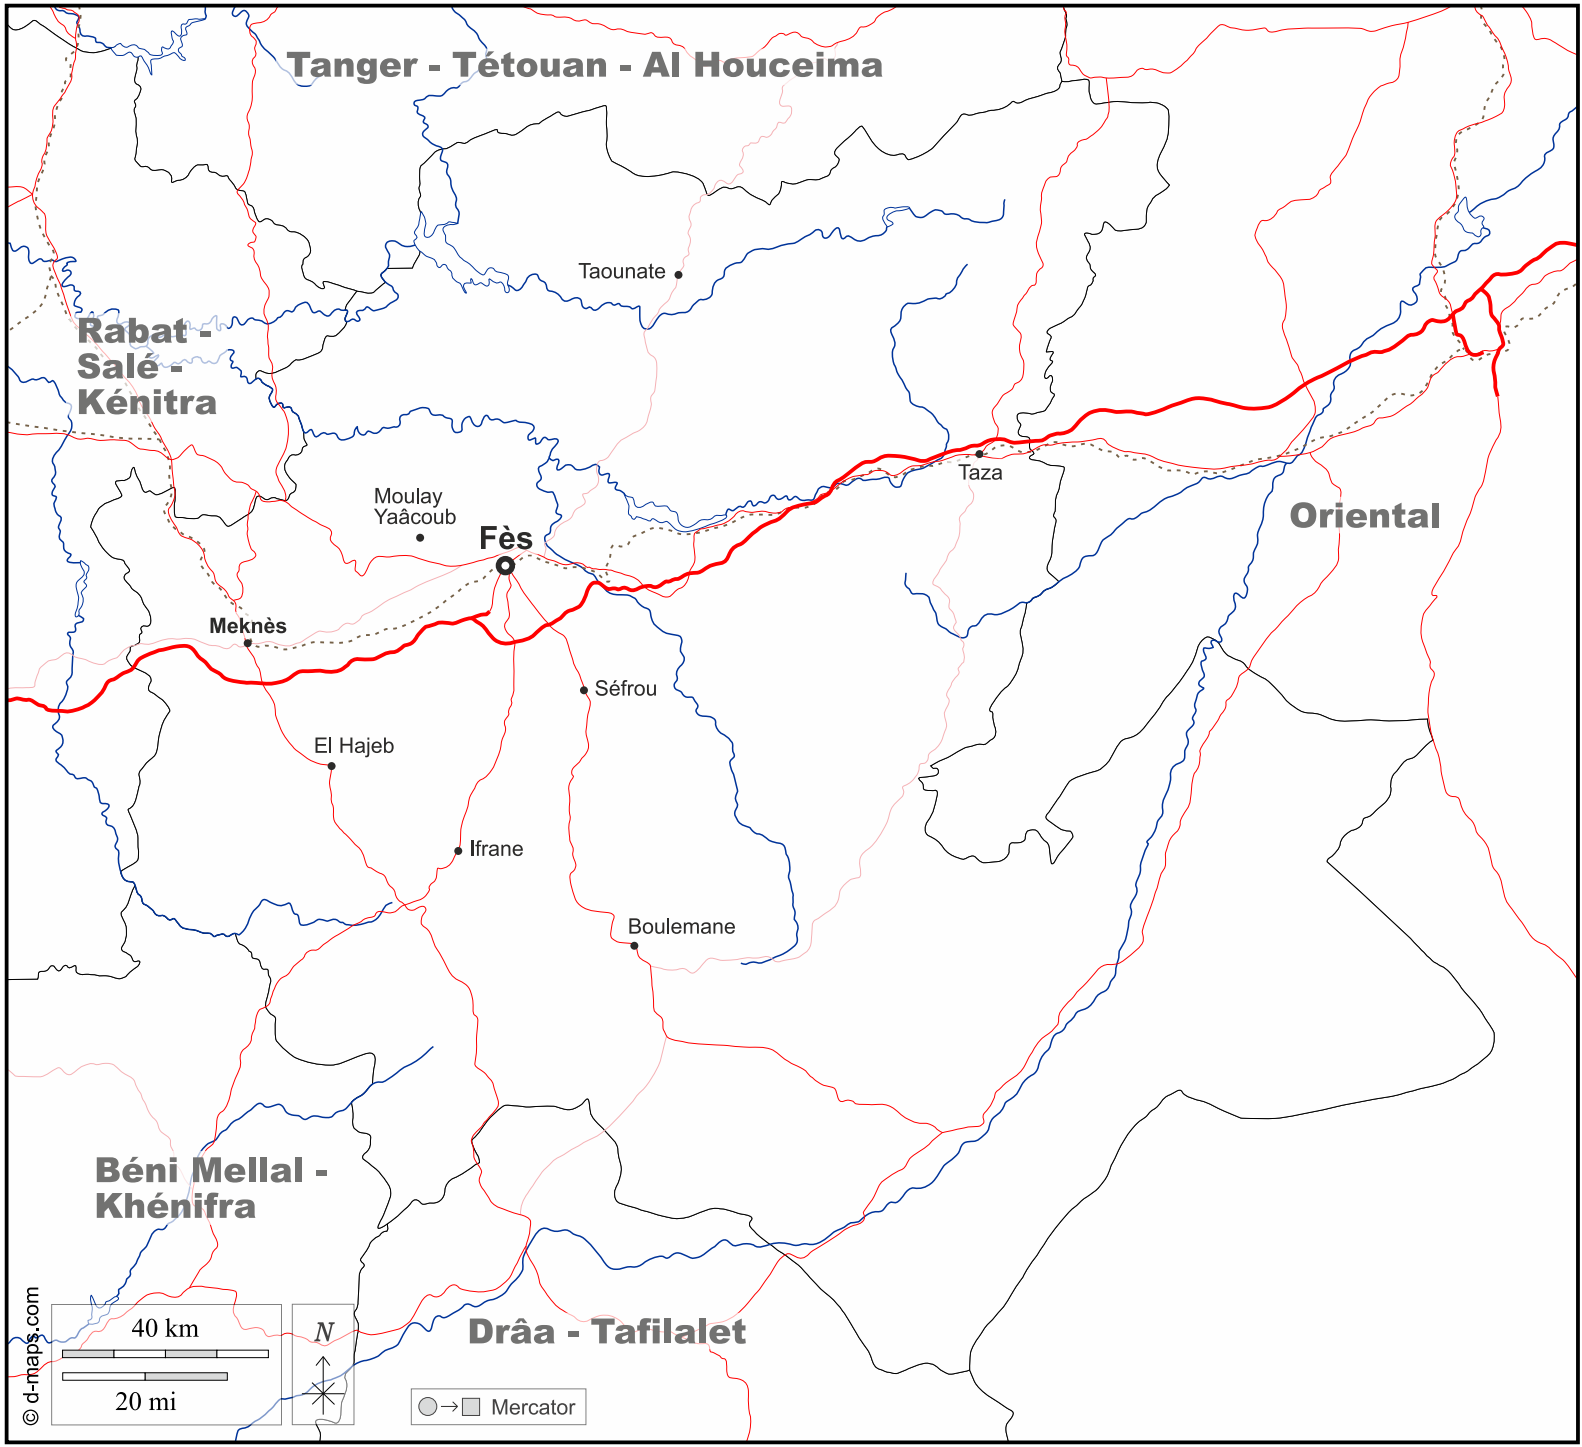 Tanger - Tétouan - Al Houceima
Taounate
Rabat -
Salé -
Kénitra
Taza
Moulay
Yaâcoub
Oriental
Fès
Meknès
Séfrou
El Hajeb
Ifrane
Boulemane
Béni Mellal -
Khénifra
Drâa - Tafilalet
40 km
20 mi
N
Mercator
© d-maps.com